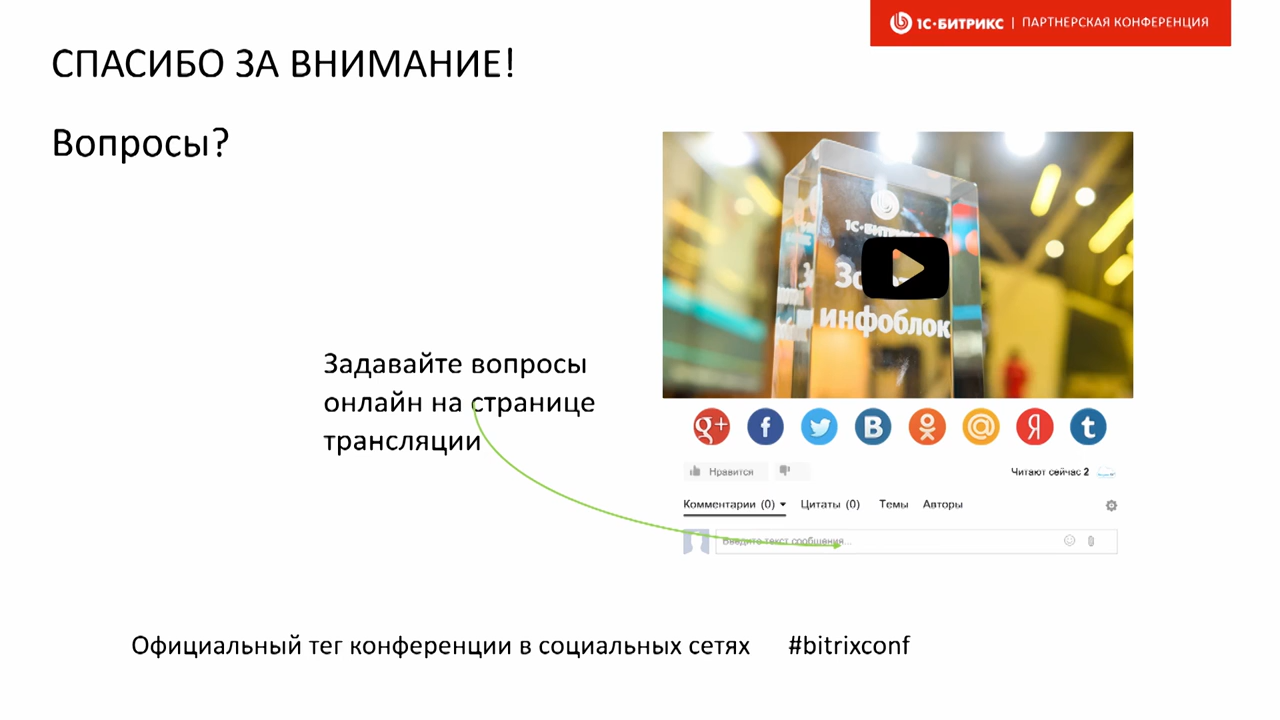 1С·БИТРИКС | ПАРТНЕРСКАЯ КОНФЕРЕНЦИЯ
СПАСИБО ЗА ВНИМАНИЕ!
Вопросы?
1С·БИТРИКС
инфоблок
Задавайте вопросы
онлайн на странице
трансляции
Нравится
Читают сейчас 2
Комментарии (0) Цитаты (0) Темы Авторы
Введите текст сообщения...
Официальный тег конференции в социальных сетях #bitrixconf